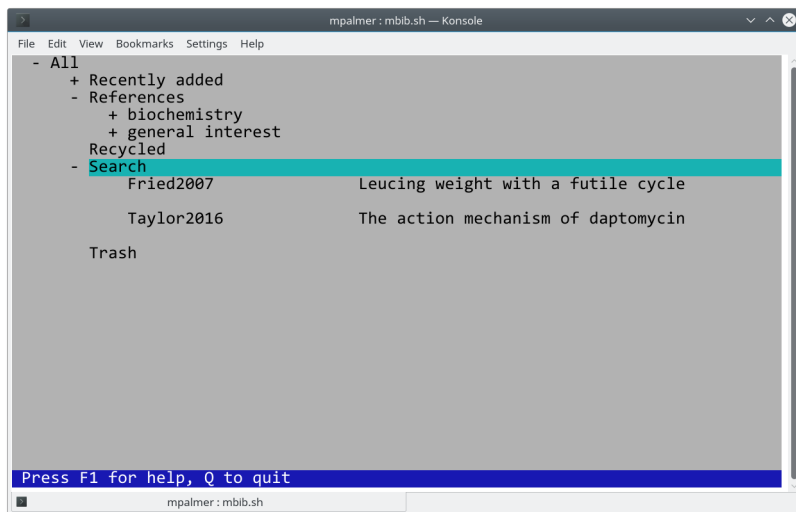 mpalmer : mbib.sh — Konsole
File Edit View Bookmarks Settings Help
- All
+ Recently added
- References
+ biochemistry
+ general interest
Recycled
- Search
Fried2007 Leucing weight with a futile cycle
Taylor2016 The action mechanism of daptomycin
Trash
Press F1 for help, Q to quit
mpalmer : mbib.sh